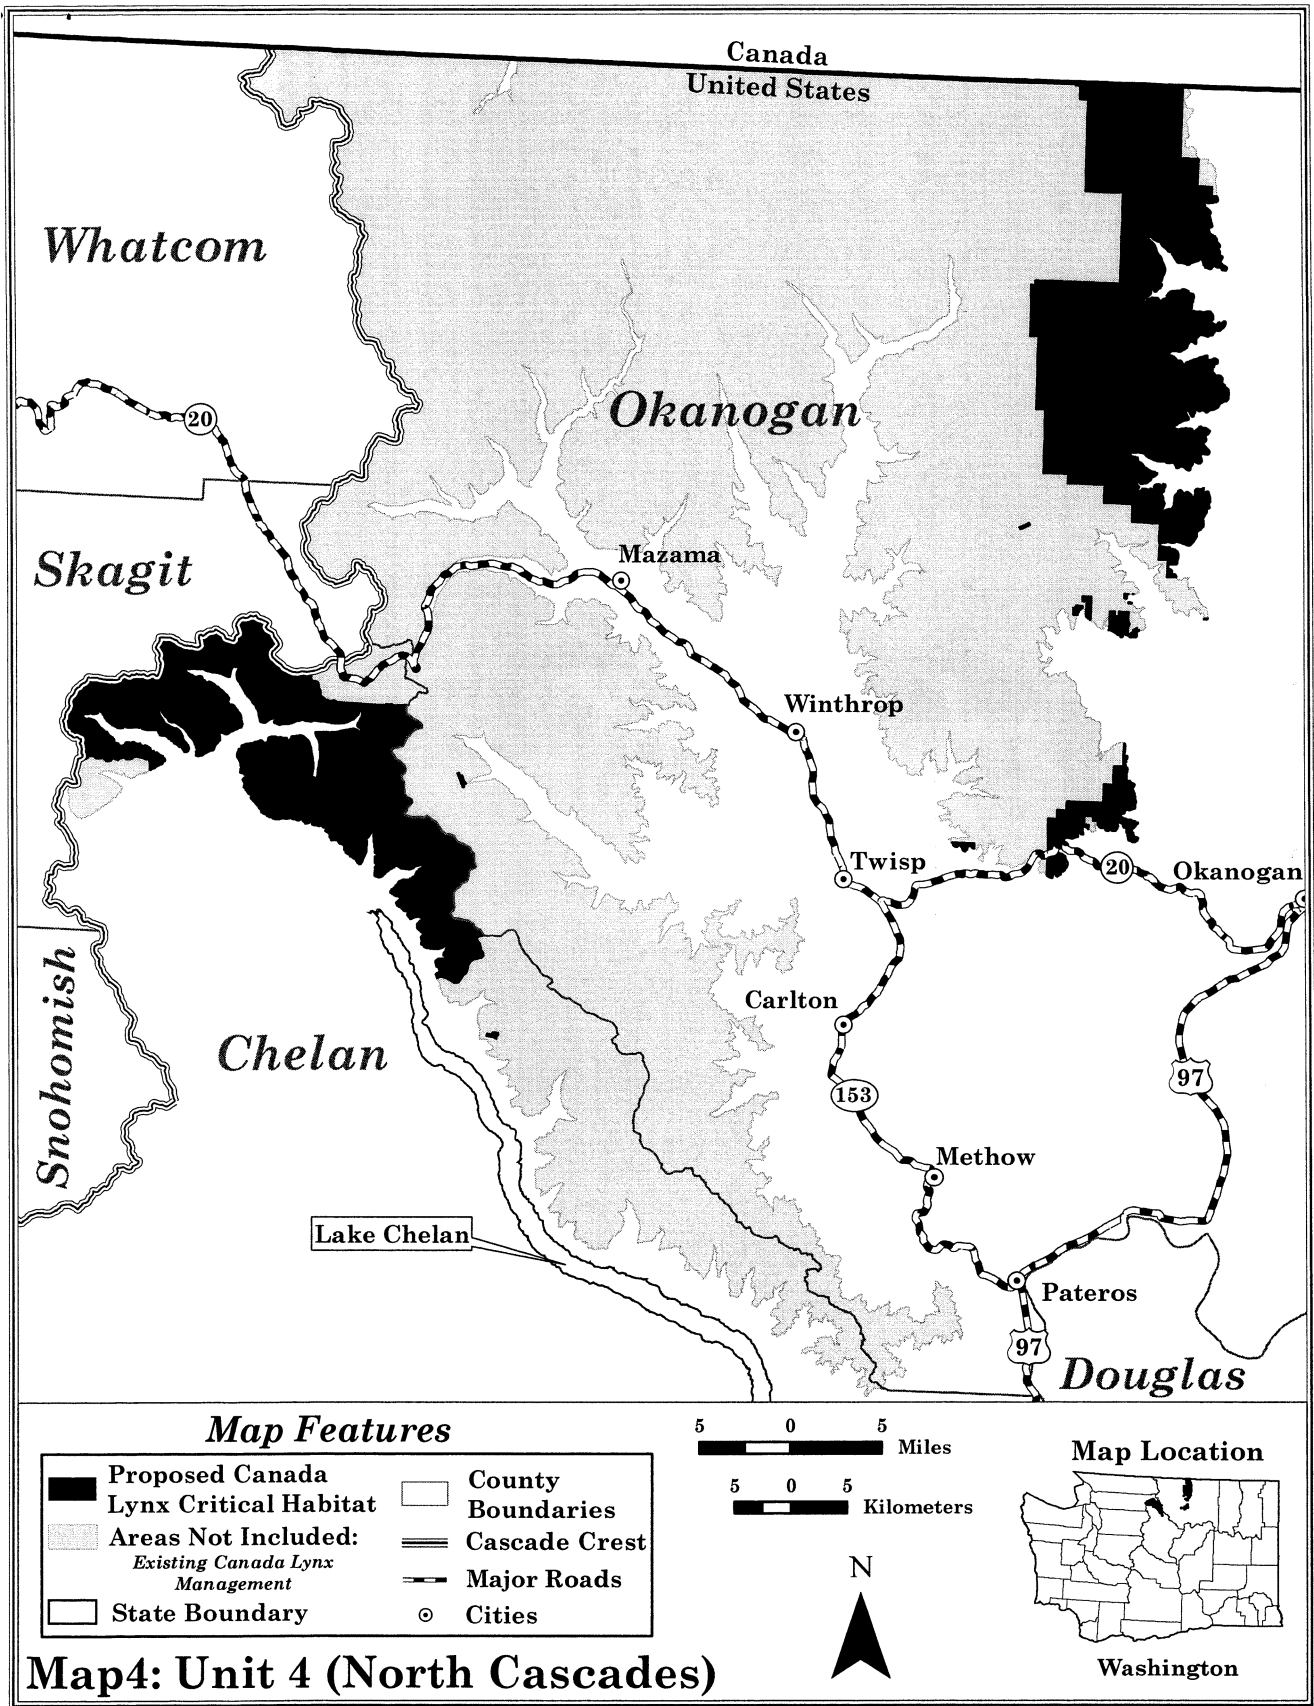 Canada
United States
Whatcom
20
Okanogan
Skagit
Mazama
Winthrop
Twisp
20
Okanogan
Snohomish
Chelan
Carlton
97
153
Methow
Lake Chelan
Pateros
97
Douglas
Map Features
Proposed Canada
Lynx Critical Habitat
Areas Not Included:
Existing Canada Lynx
Management
State Boundary
County
Boundaries
Cascade Crest
Major Roads
Cities
5 0 5
Miles
5 0 5
Kilometers
N
Map Location
Washington
Map4: Unit 4 (North Cascades)